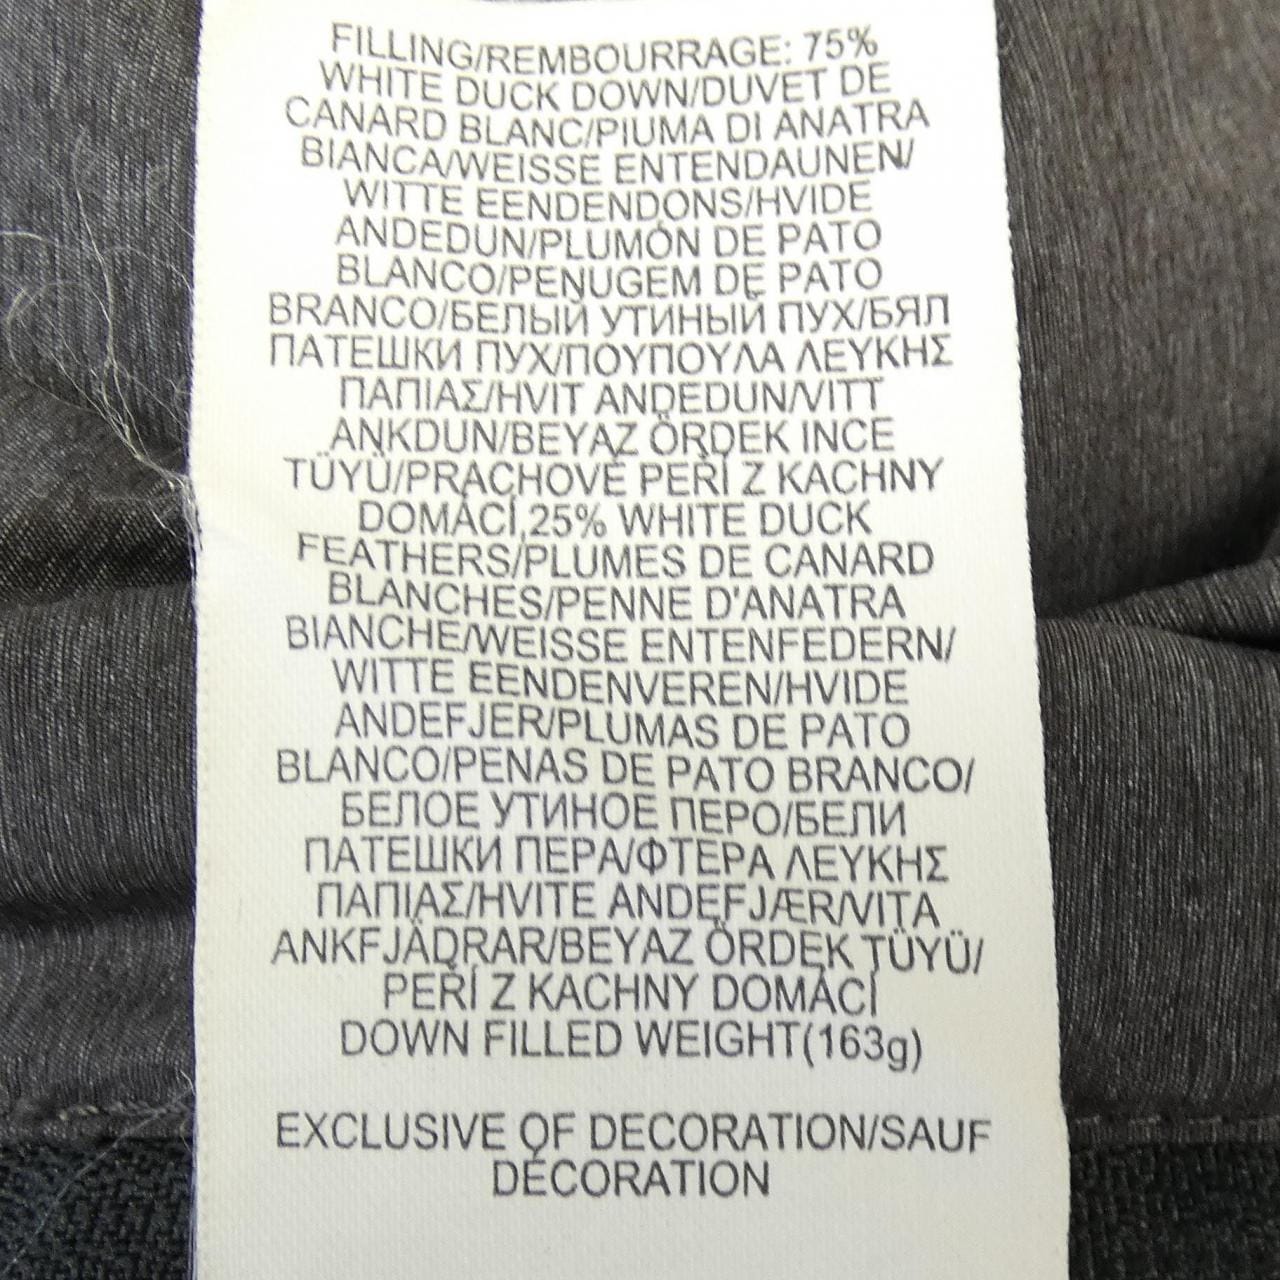 FILLING/REMBOURRAGE: 75%
WHITE DUCK DOWN/DUVET DE
CANARD BLANC/PIUMA DI ANATRA
BIANCA/WEISSE ENTENDAUNEN/
WITTE EENDENDONS/HVIDE
ANDEDUN/PLUMÓN DE PATO
BLANCO/PENUGEM DE PATO
BRANCO/БЕЛЫЙ УТИНЫЙ ПУХ/БЯЛ
ПАТЕШКИ ПУХ/ΠΟΥΠΟΥΛΑ ΛΕΥΚΗΣ
ΠΑΠΙΑΣ/HVIT ANDEDUN/VITT
ANKDUN/BEYAZ ÖRDEK INCE
TÜYÜ/PRACHOVÉ PEŘÍ Z KACHNY
DOMÁCÍ,25% WHITE DUCK
FEATHERS/PLUMES DE CANARD
BLANCHES/PENNE D'ANATRA
BIANCHE/WEISSE ENTENFEDERN/
WITTE EENDENVEREN/HVIDE
ANDEFJER/PLUMAS DE PATO
BLANCO/PENAS DE PATO BRANCO/
БЕЛОЕ УТИНОЕ ПЕРО/БЕЛИ
ПАТЕШКИ ПЕРА/ΦΤΕΡΑ ΛΕΥΚΗΣ
ΠΑΠΙΑΣ/HVITE ANDEFJÆR/VITA
ANKFJÄDRAR/BEYAZ ÖRDEK TÜYÜ/
PEŘÍ Z KACHNY DOMÁCÍ
DOWN FILLED WEIGHT(163g)
EXCLUSIVE OF DECORATION/SAUF
DÉCORATION